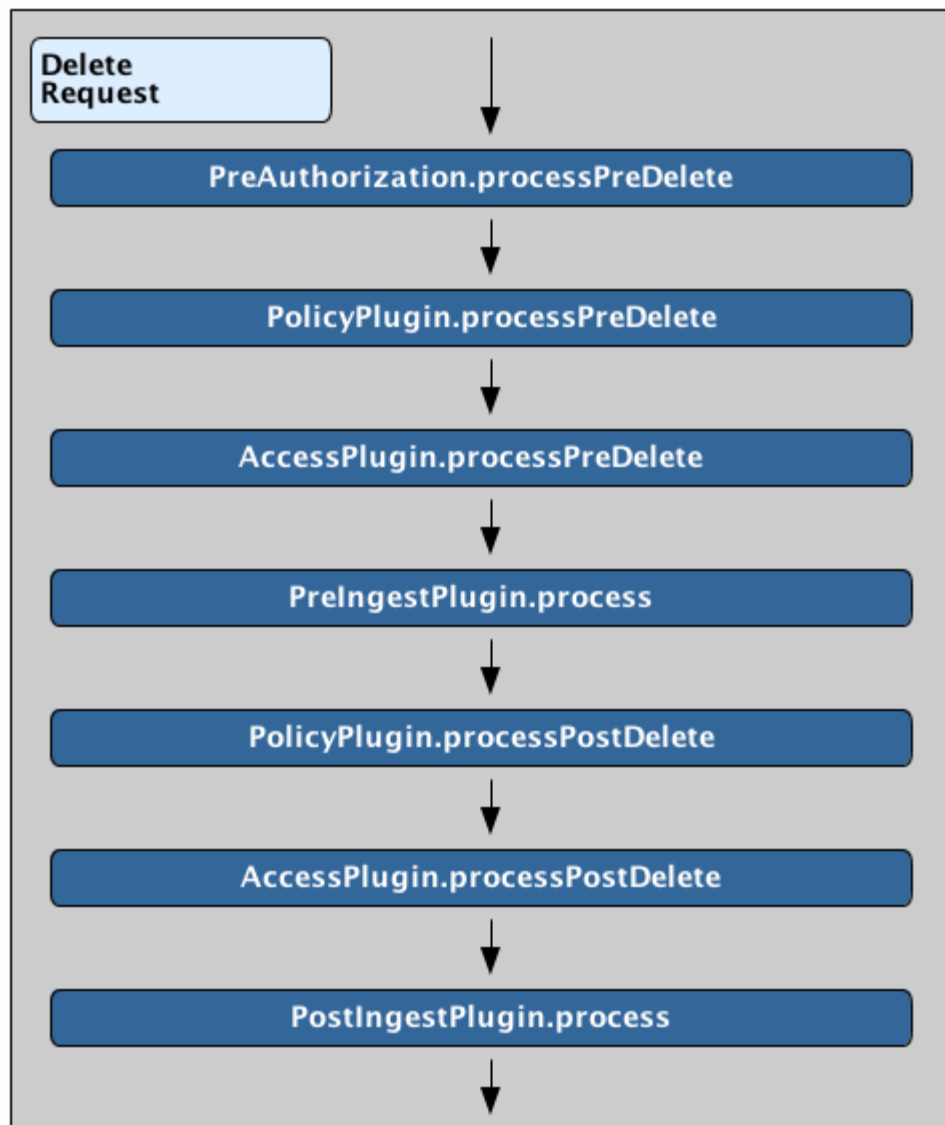 Delete
Request
PreAuthorization.processPreDelete
PolicyPlugin.processPreDelete
AccessPlugin.processPreDelete
PreIngestPlugin.process
PolicyPlugin.processPostDelete
AccessPlugin.processPostDelete
PostIngestPlugin.process